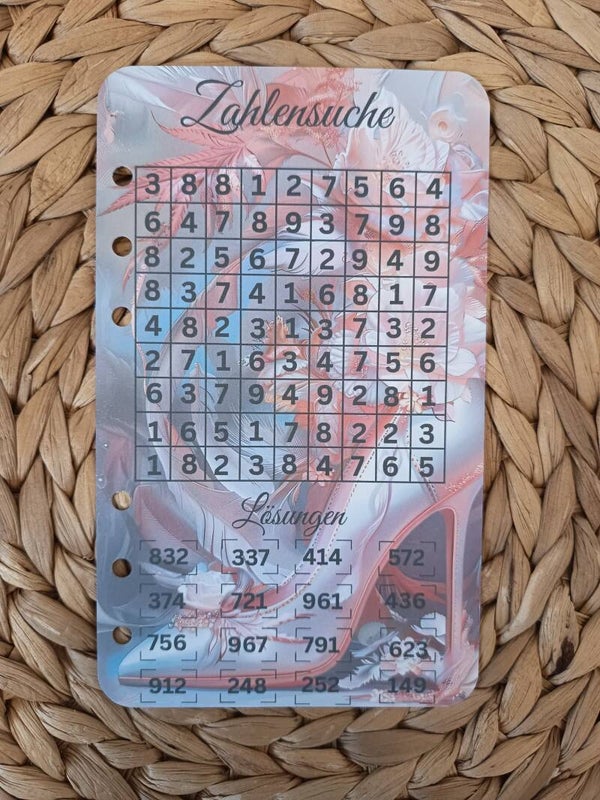 Zahlensuche
3 8 8 1 2 7 5 6 4
6 4 7 8 9 3 7 9 8
8 2 5 6 7 2 9 4 9
8 3 7 4 1 6 8 1 7
4 8 2 3 1 3 7 3 2
2 7 1 6 3 4 7 5 6
6 3 7 9 4 9 2 8 1
1 6 5 1 7 8 2 2 3
1 8 2 3 8 4 7 6 5
Lösungen
832 337 414 572
374 721 961 436
756 967 791 623
912 248 252 149